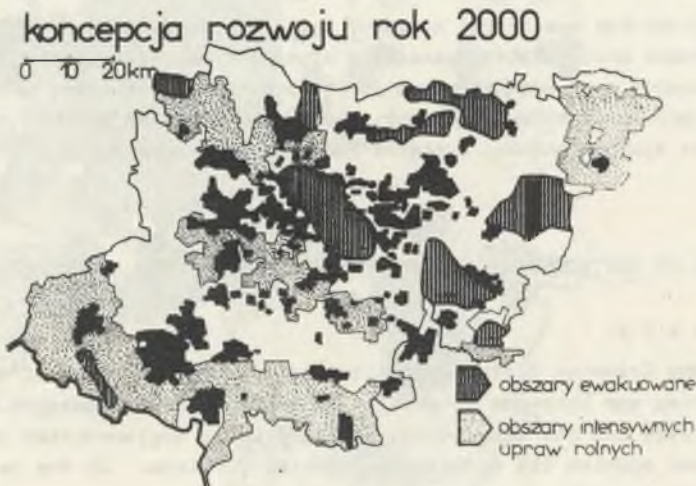 koncepcja rozwoju rok 2000
0 10 20km
obszary ewakuowane
obszary intensywnych
upraw rolnych